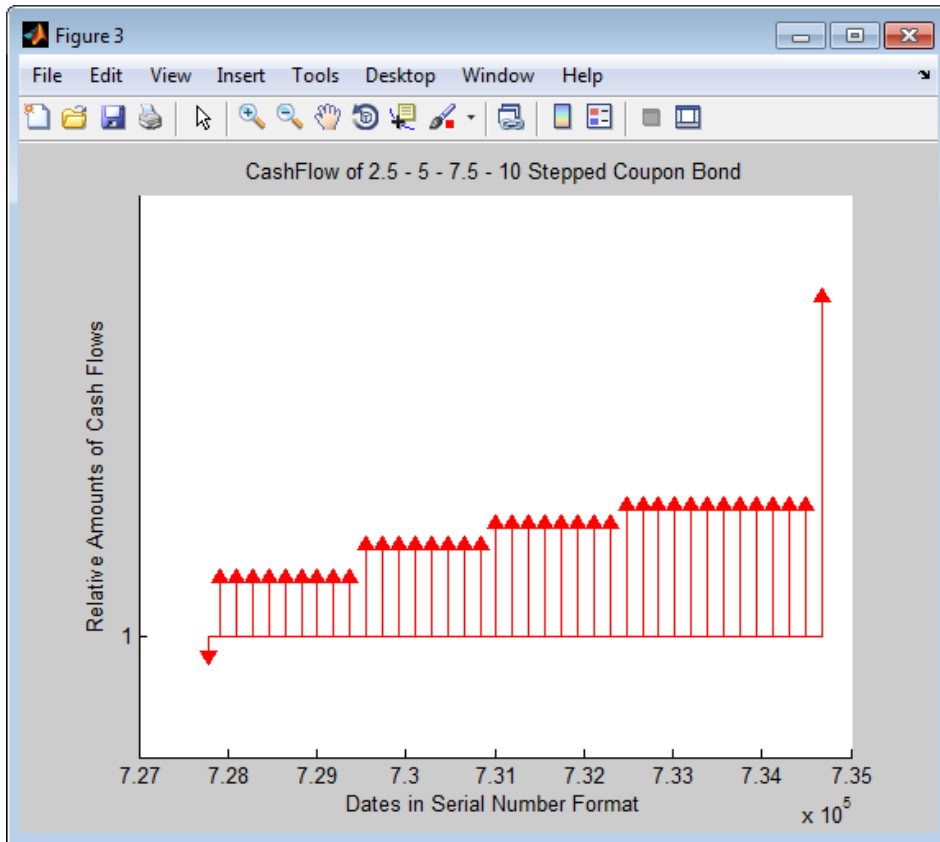 Figure 3
File Edit View Insert Tools Desktop Window Help
CashFlow of 2.5 - 5 - 7.5 - 10 Stepped Coupon Bond
Relative Amounts of Cash Flows
1
7.27 7.28 7.29 7.3 7.31 7.32 7.33 7.34 7.35
Dates in Serial Number Format
x 10^5